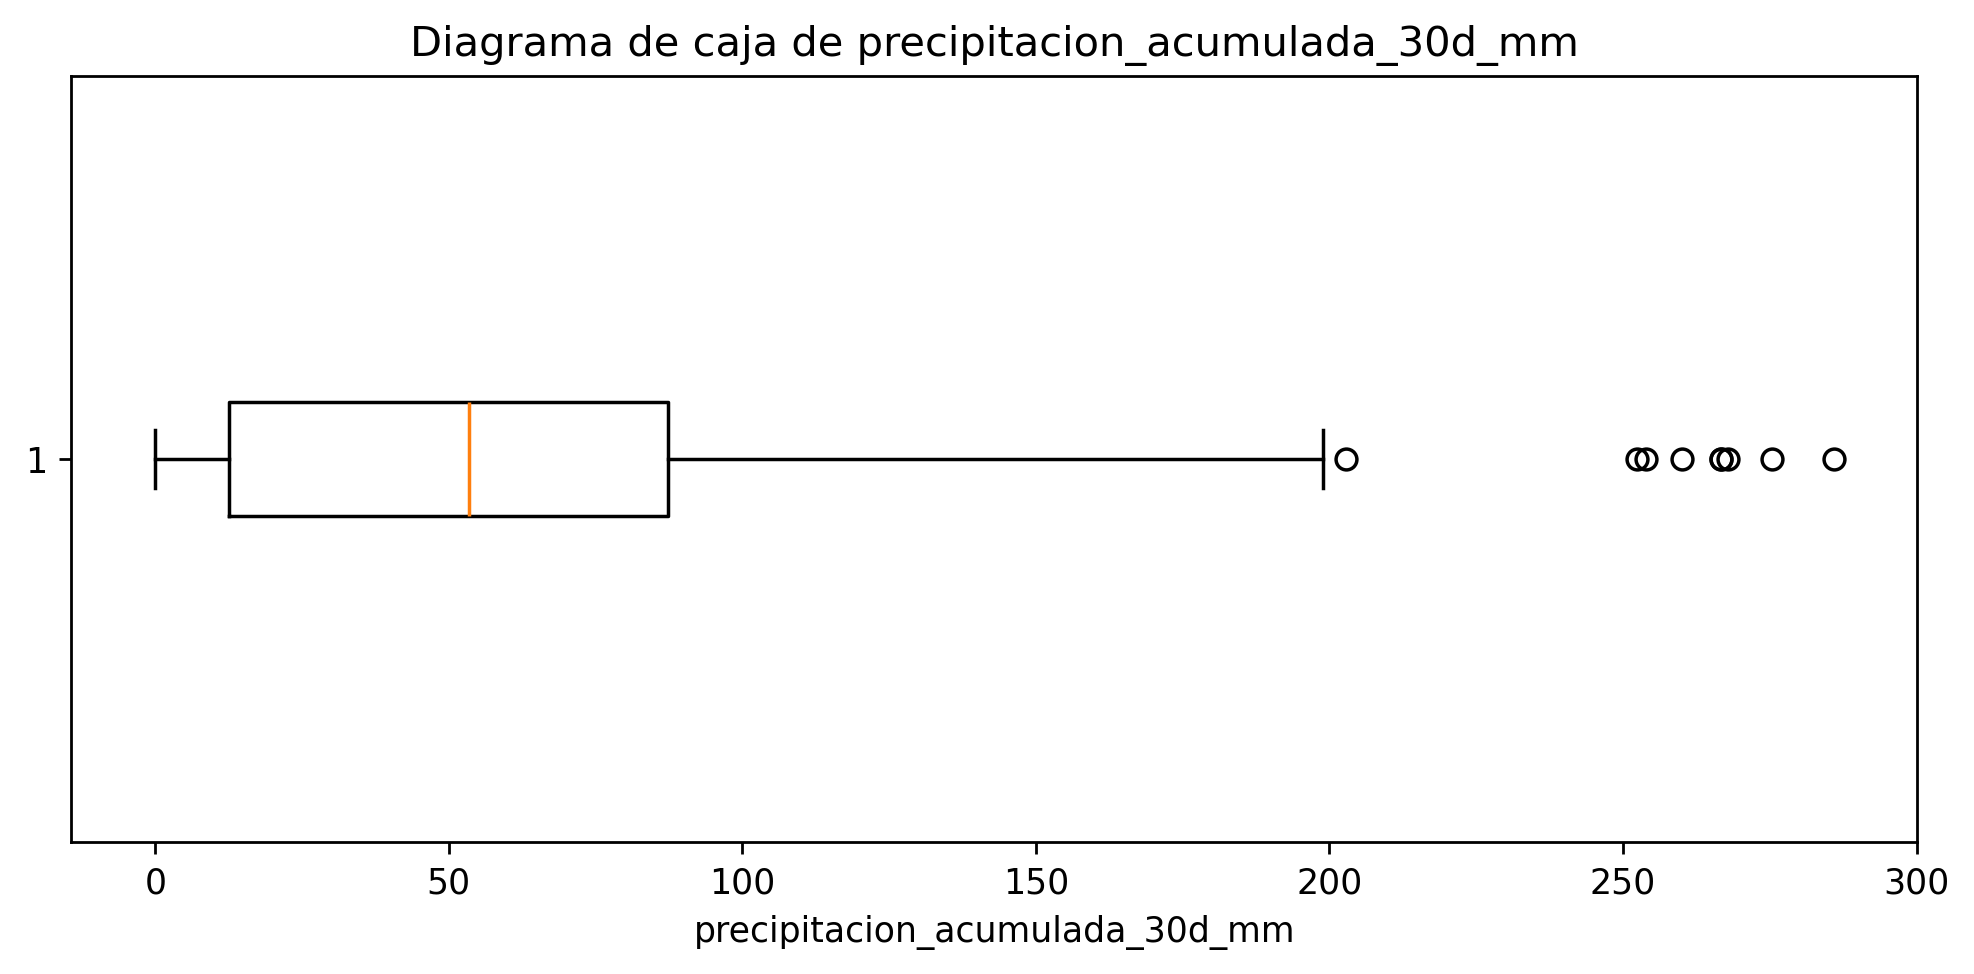 Diagrama de caja de precipitacion_acumulada_30d_mm
1
0 50 100 150 200 250 300
precipitacion_acumulada_30d_mm